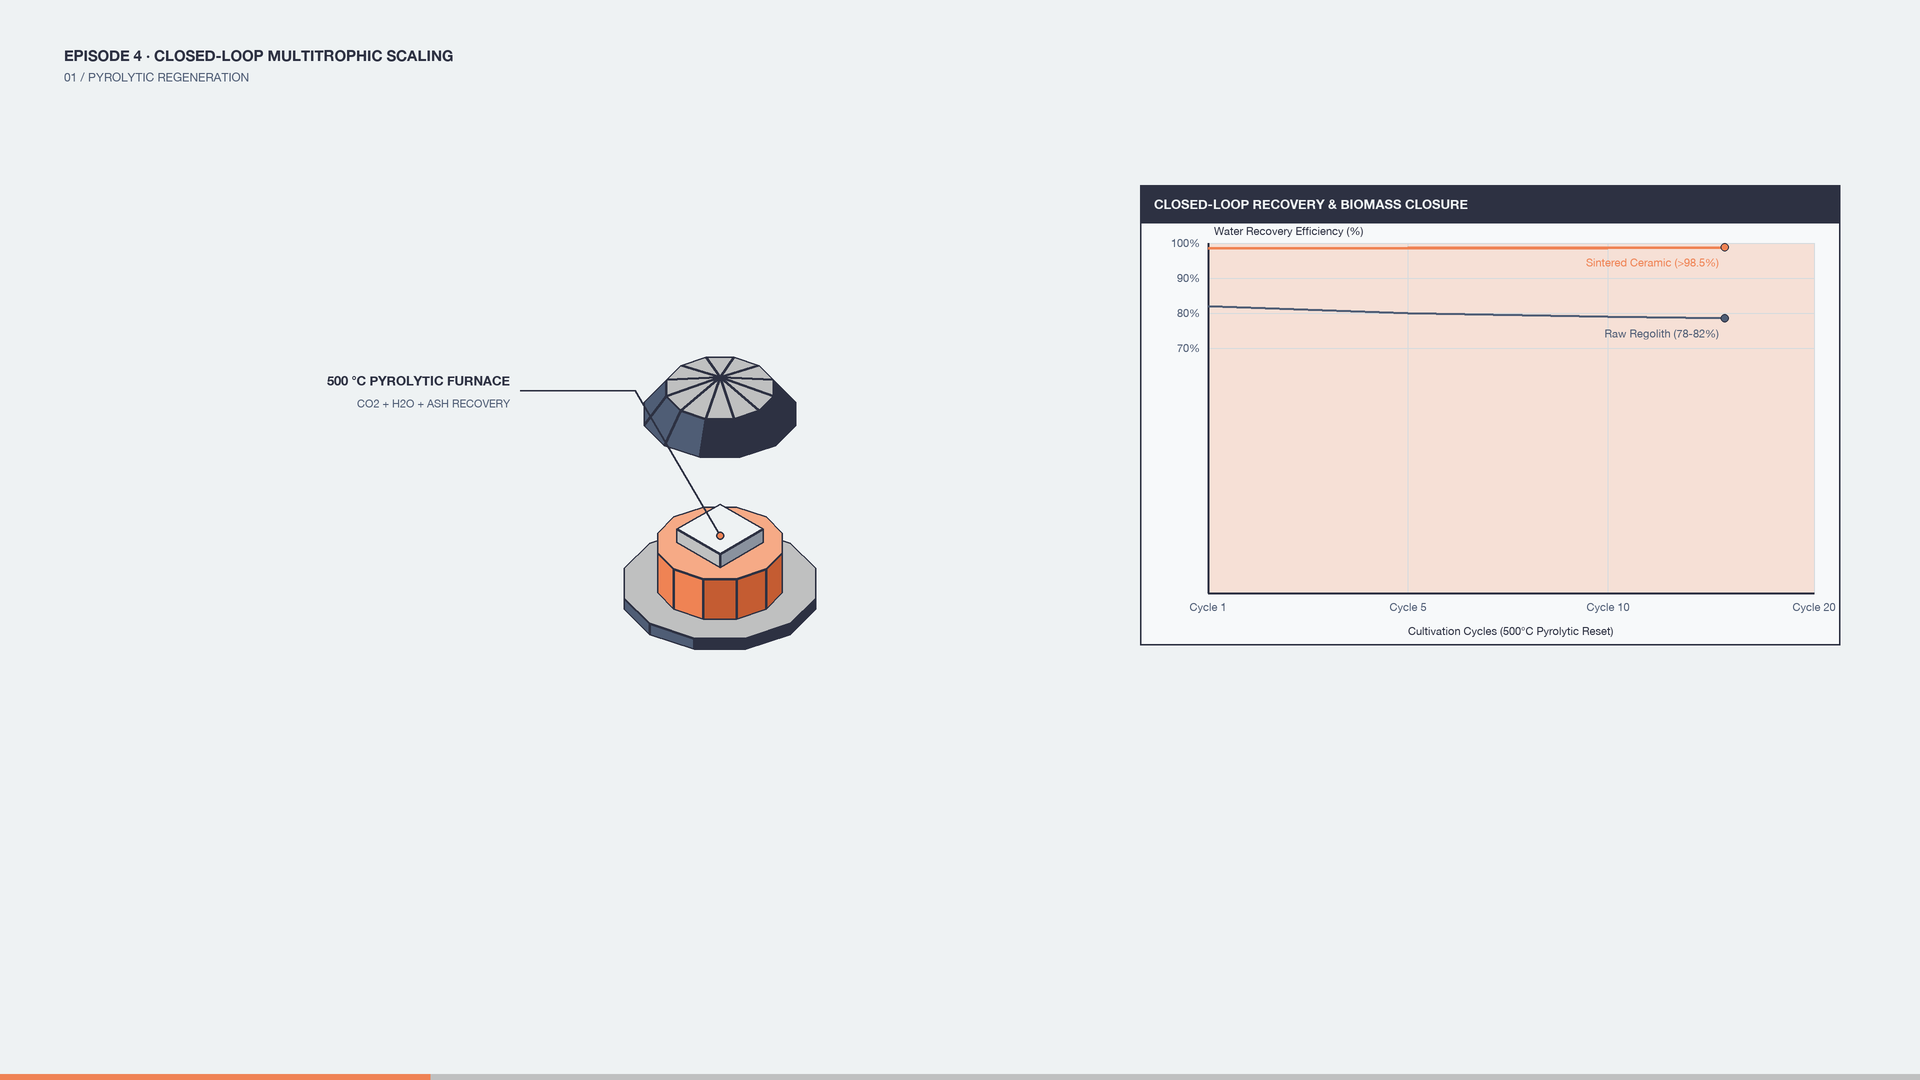 EPISODE 4 · CLOSED-LOOP MULTITROPHIC SCALING
01 / PYROLYTIC REGENERATION
500 °C PYROLYTIC FURNACE
CO2 + H2O + ASH RECOVERY
CLOSED-LOOP RECOVERY & BIOMASS CLOSURE
Water Recovery Efficiency (%)
100%
Sintered Ceramic (>98.5%)
90%
80%
Raw Regolith (78-82%)
70%
Cycle 1
Cycle 5
Cycle 10
Cycle 20
Cultivation Cycles (500°C Pyrolytic Reset)